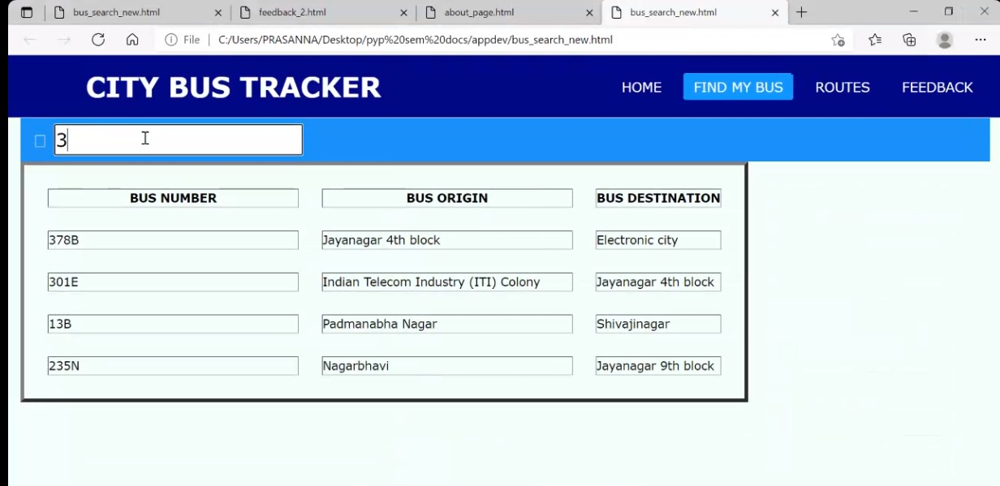 bus_search_new.html feedback_2.html about_page.html bus_search_new.html
File C:/Users/PRASANNA/Desktop/pyp%20sem%20docs/appdev/bus_search_new.html
CITY BUS TRACKER HOME FIND MY BUS ROUTES FEEDBACK
3
BUS NUMBER BUS ORIGIN BUS DESTINATION
378B Jayanagar 4th block Electronic city
301E Indian Telecom Industry (ITI) Colony Jayanagar 4th block
13B Padmanabha Nagar Shivajinagar
235N Nagarbhavi Jayanagar 9th block